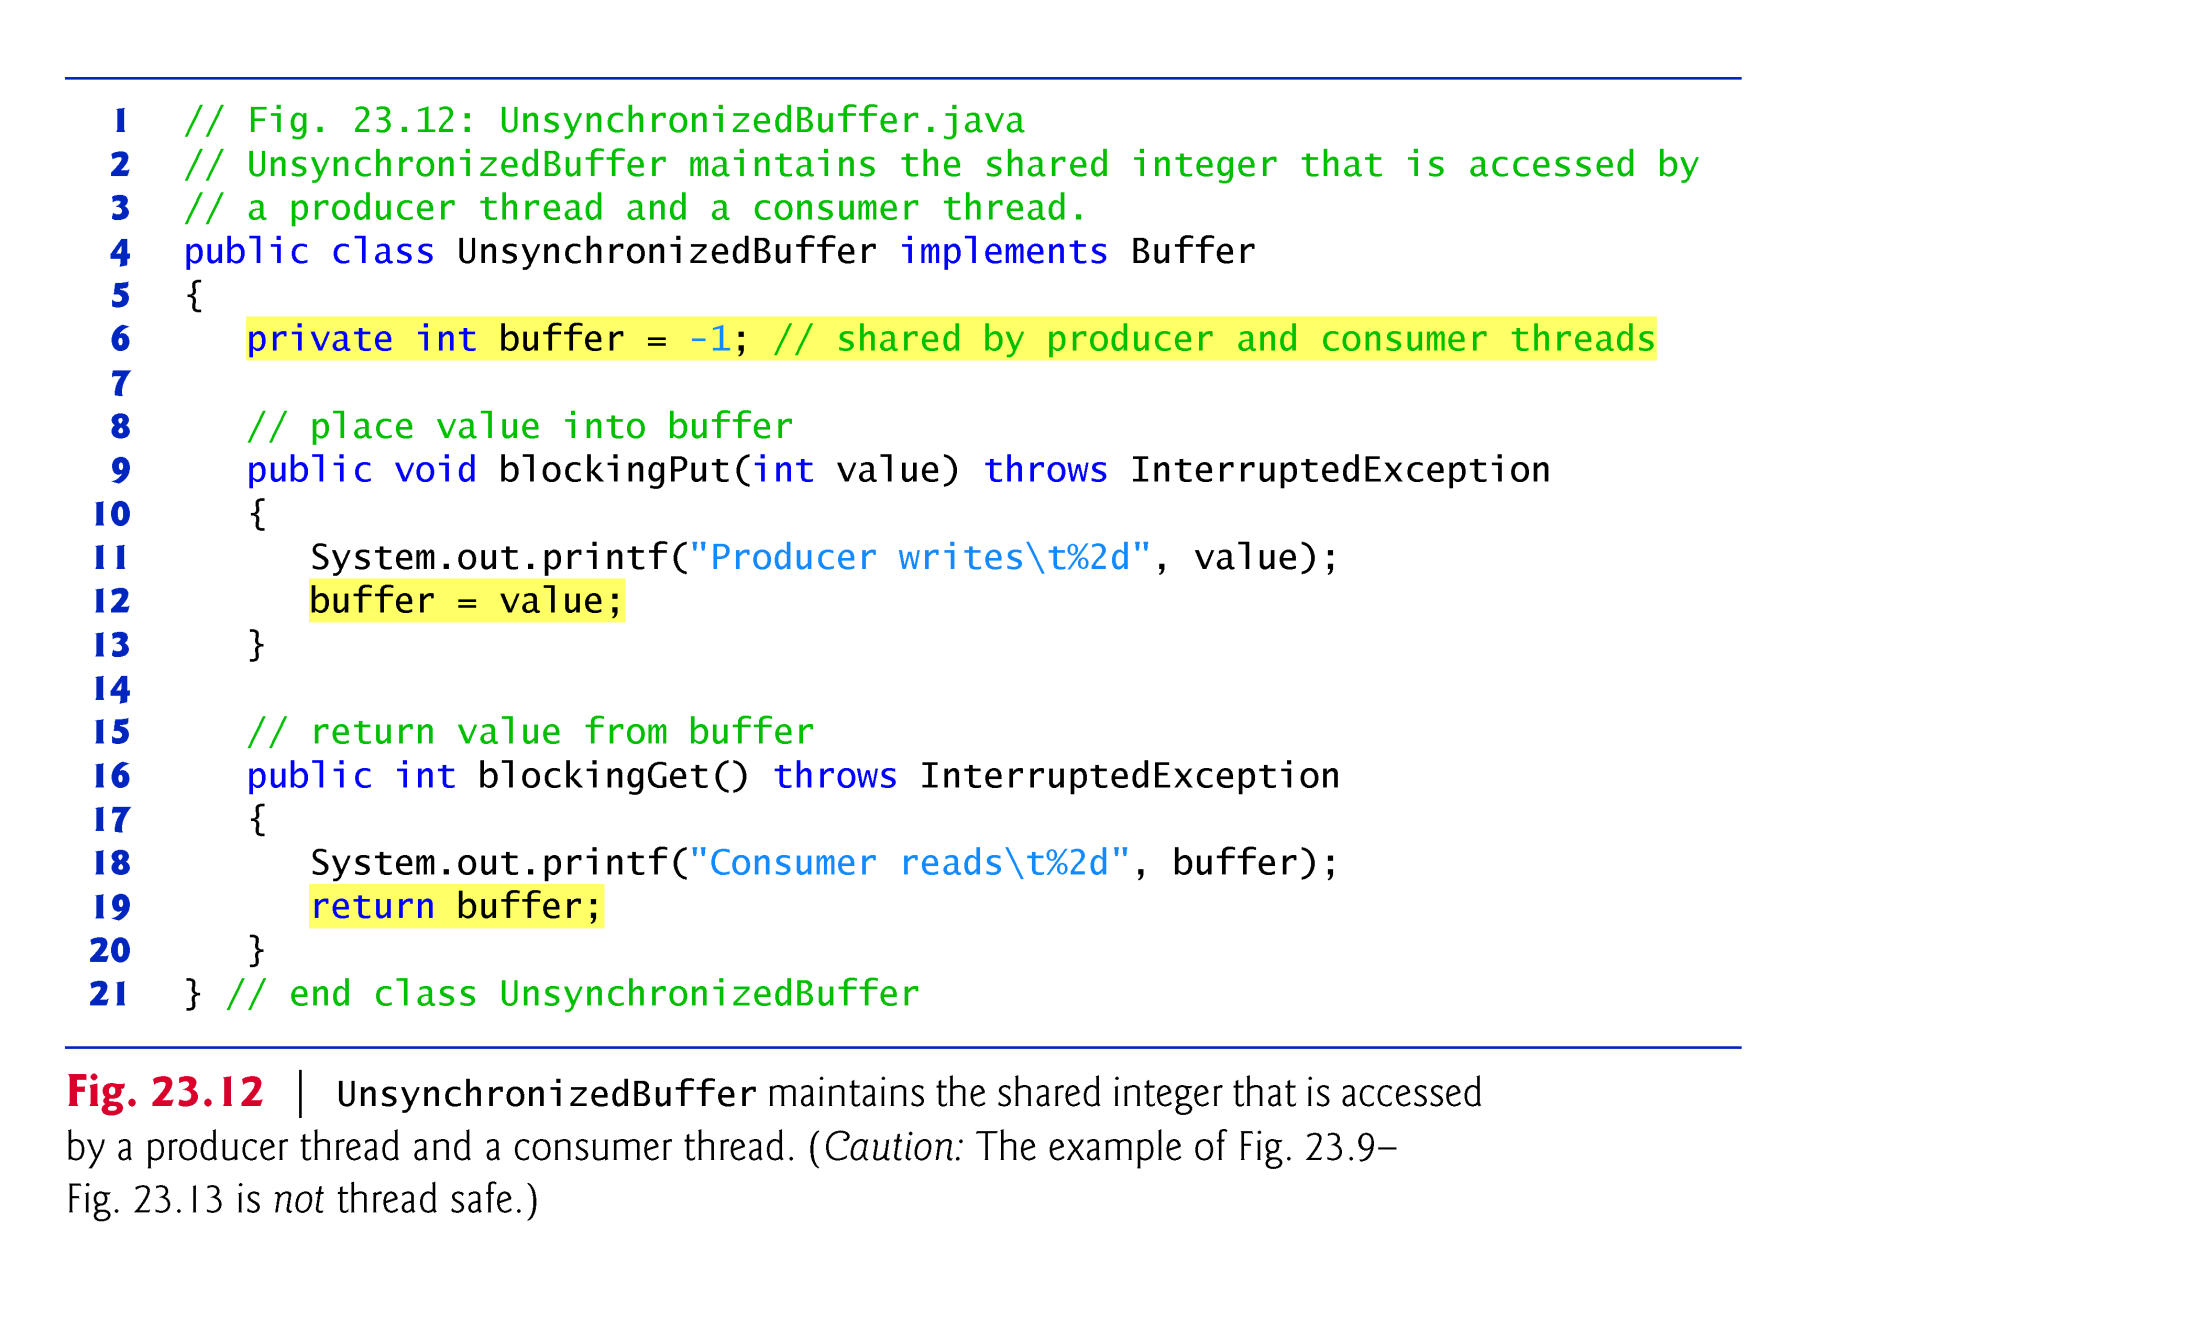 1 // Fig. 23.12: UnsynchronizedBuffer.java
2 // UnsynchronizedBuffer maintains the shared integer that is accessed by
3 // a producer thread and a consumer thread.
4 public class UnsynchronizedBuffer implements Buffer
5 {
6 private int buffer = -1; // shared by producer and consumer threads
7
8 // place value into buffer
9 public void blockingPut(int value) throws InterruptedException
10 {
11 System.out.printf("Producer writes\t%2d", value);
12 buffer = value;
13 }
14
15 // return value from buffer
16 public int blockingGet() throws InterruptedException
17 {
18 System.out.printf("Consumer reads\t%2d", buffer);
19 return buffer;
20 }
21 } // end class UnsynchronizedBuffer
Fig. 23.12 | UnsynchronizedBuffer maintains the shared integer that is accessed
by a producer thread and a consumer thread. (Caution: The example of Fig. 23.9–
Fig. 23.13 is not thread safe.)